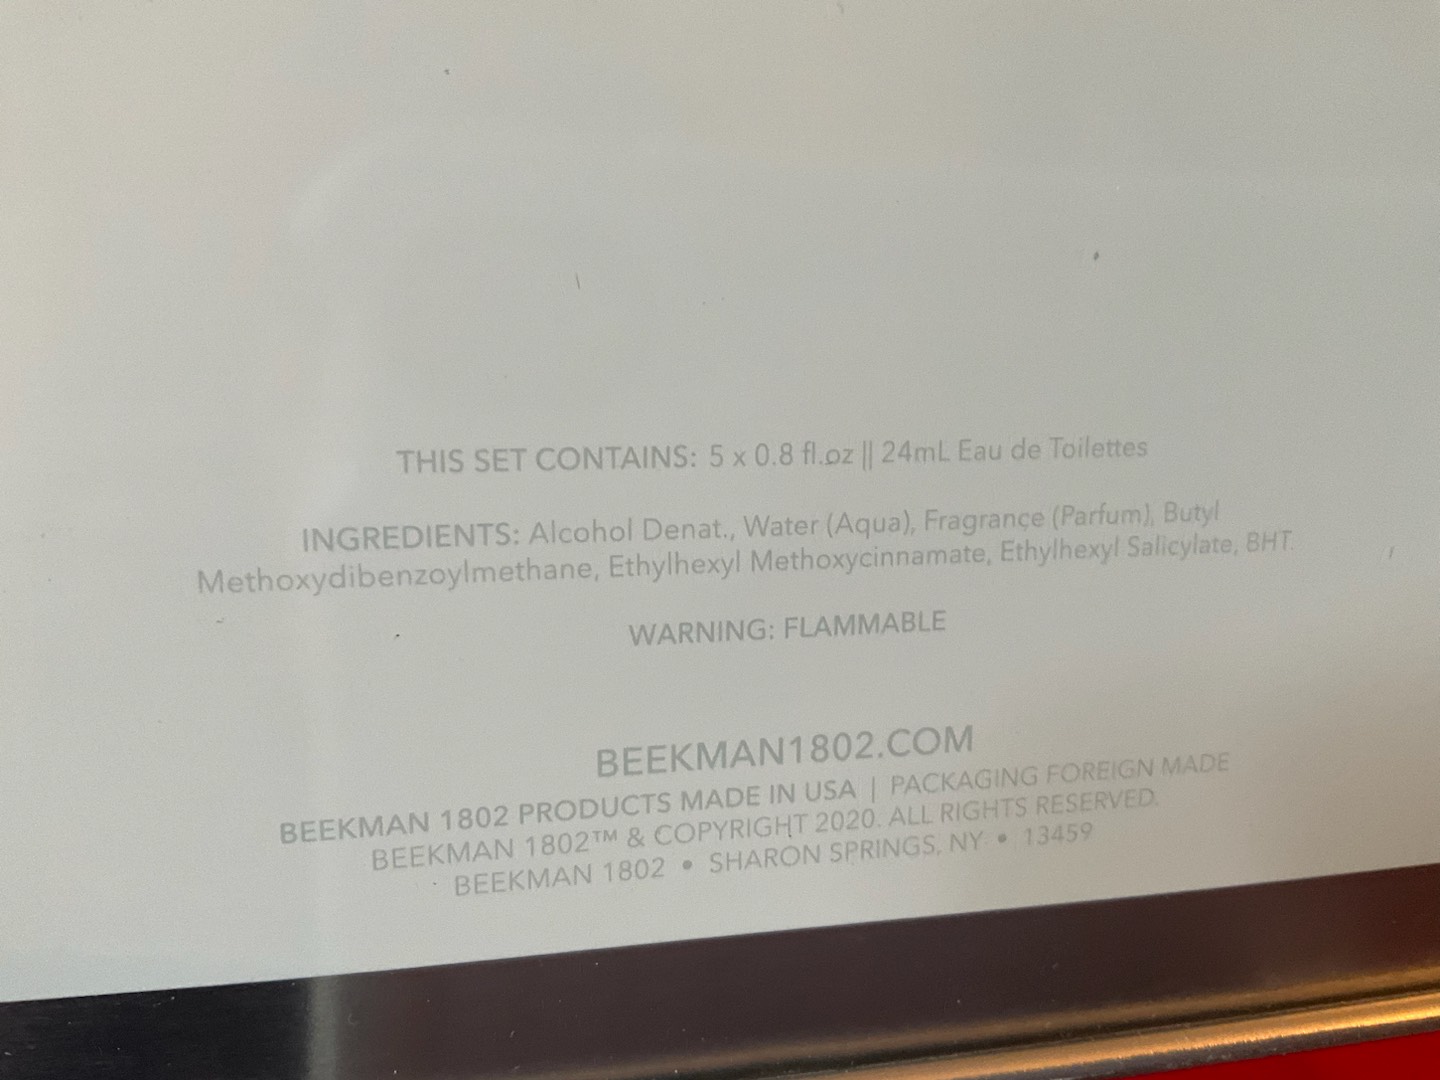 THIS SET CONTAINS: 5 x 0.8 fl.oz || 24mL Eau de Toilettes
INGREDIENTS: Alcohol Denat., Water (Aqua), Fragrance (Parfum), Butyl
Methoxydibenzoylmethane, Ethylhexyl Methoxycinnamate, Ethylhexyl Salicylate, BHT.
WARNING: FLAMMABLE
BEEKMAN1802.COM
BEEKMAN 1802 PRODUCTS MADE IN USA | PACKAGING FOREIGN MADE
BEEKMAN 1802™ & COPYRIGHT 2020. ALL RIGHTS RESERVED.
BEEKMAN 1802 • SHARON SPRINGS, NY • 13459